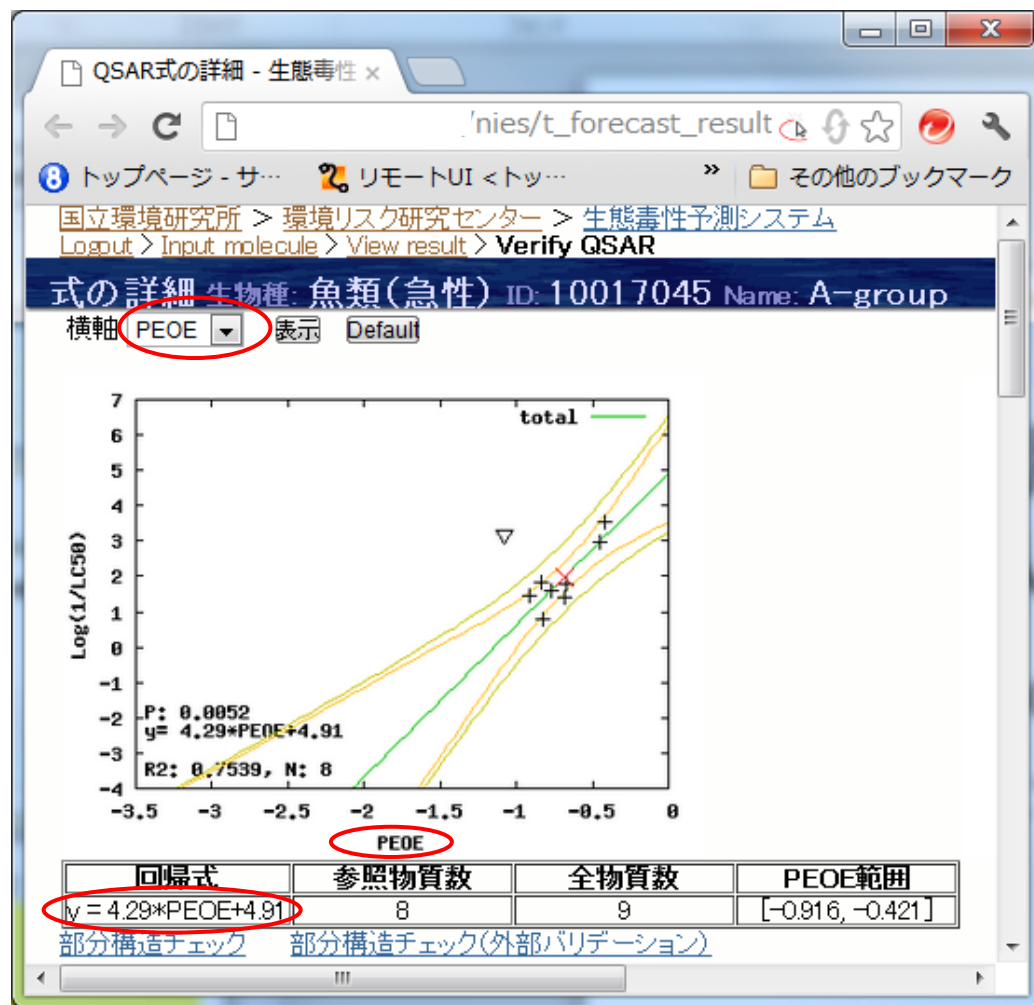 QSAR式の詳細 - 生態毒性 ×
/nies/t_forecast_result
トップページ - サ… リモートUI <トッ… » その他のブックマーク
国立環境研究所 > 環境リスク研究センター > 生態毒性予測システム
Logout > Input molecule > View result > Verify QSAR
式の詳細 生物種: 魚類(急性) ID: 10017045 Name: A-group
横軸 PEOE 表示 Default
total
7
6
5
4
3
2
1
0
-1
-2
-3
-4
Log(1/LC50)
P: 0.0052
y= 4.29*PEOE+4.91
R2: 0.7539, N: 8
-3.5 -3 -2.5 -2 -1.5 -1 -0.5 0
PEOE
回帰式 参照物質数 全物質数 PEOE範囲
y = 4.29*PEOE+4.91 8 9 [-0.916, -0.421]
部分構造チェック 部分構造チェック(外部バリデーション)